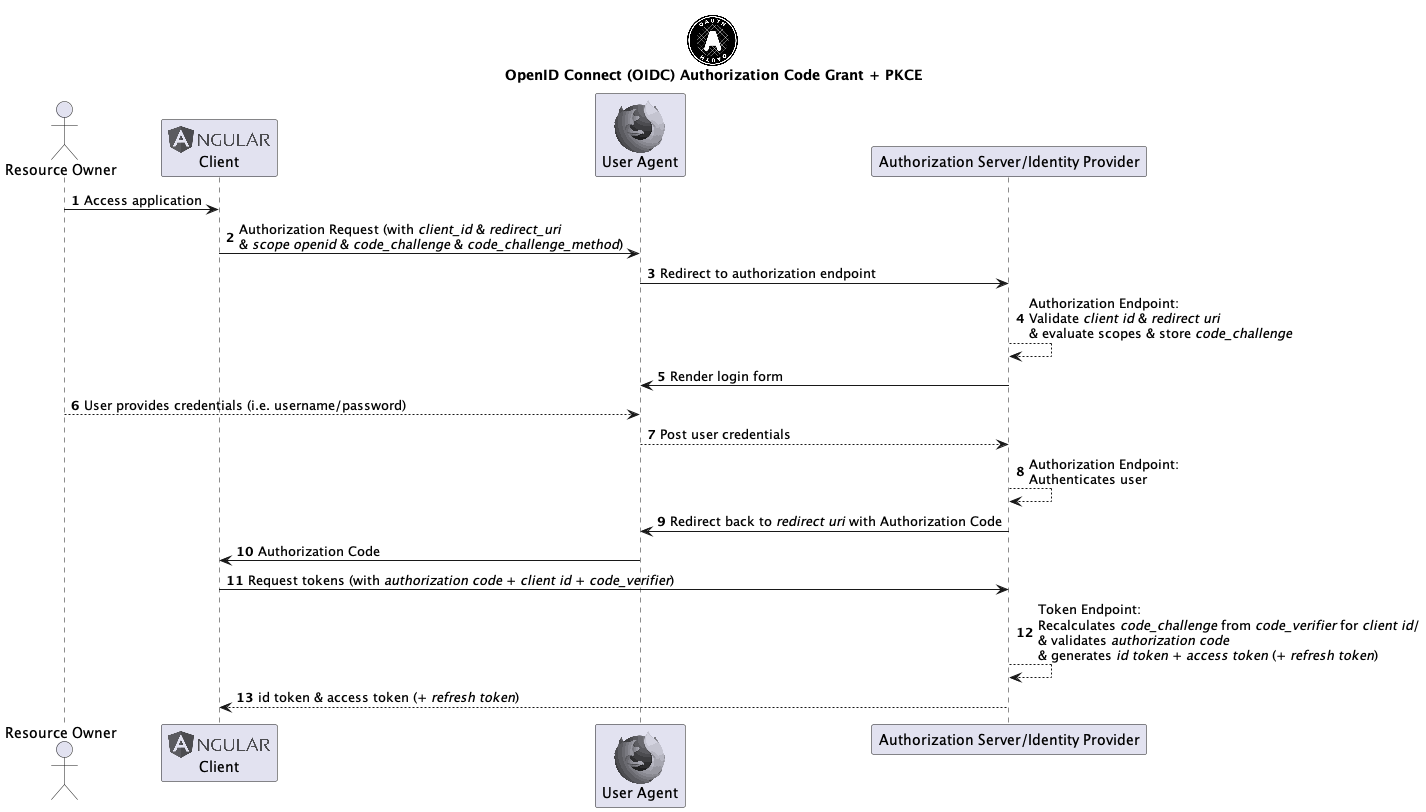 OAUTH
A
OAUTH
OpenID Connect (OIDC) Authorization Code Grant + PKCE
Resource Owner
ANGULAR
Client
User Agent
Authorization Server/Identity Provider
1 Access application
2 Authorization Request (with client_id & redirect_uri
& scope openid & code_challenge & code_challenge_method)
3 Redirect to authorization endpoint
Authorization Endpoint:
4 Validate client id & redirect uri
& evaluate scopes & store code_challenge
5 Render login form
6 User provides credentials (i.e. username/password)
7 Post user credentials
8 Authorization Endpoint:
Authenticates user
9 Redirect back to redirect uri with Authorization Code
10 Authorization Code
11 Request tokens (with authorization code + client id + code_verifier)
Token Endpoint:
12 Recalculates code_challenge from code_verifier for client id/
& validates authorization code
& generates id token + access token (+ refresh token)
13 id token & access token (+ refresh token)
Resource Owner
ANGULAR
Client
User Agent
Authorization Server/Identity Provider